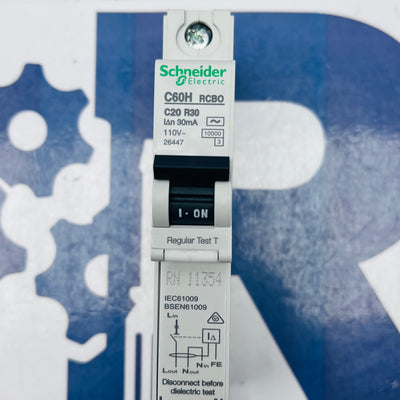 Schneider
Electric
C60H RCBO
C20 R30
I∆n 30mA
110V~
10000
26447
3
I · ON
Regular Test T
RN 11354
IEC61009
BSEN61009
Lin
I∆
Nin FE
Lout Nout
Disconnect before
dielectric test